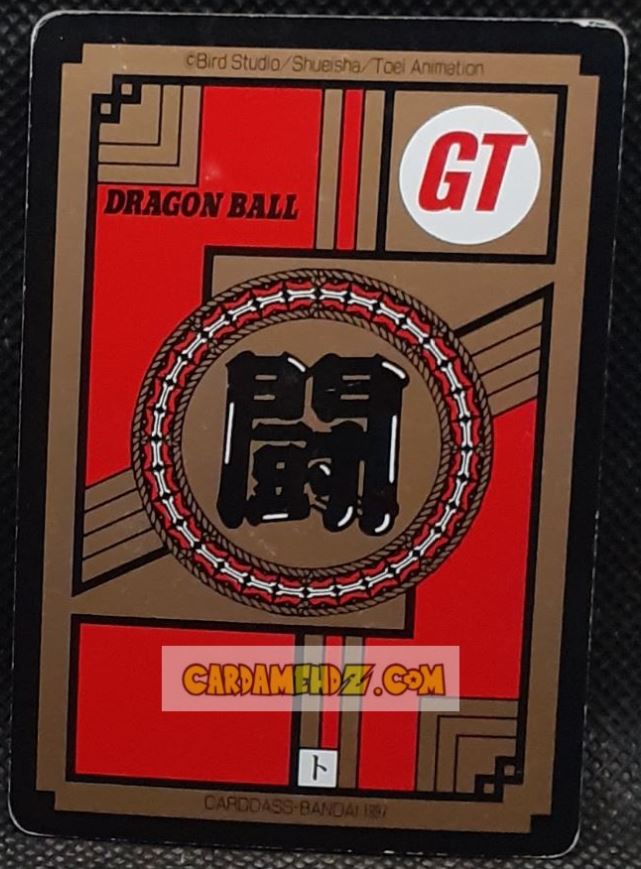 ©Bird Studio/Shueisha/Toei Animation
GT
DRAGON BALL
闘
CARDAMEHDZ.COM
ト
CARDDASS-BANDAI 1997